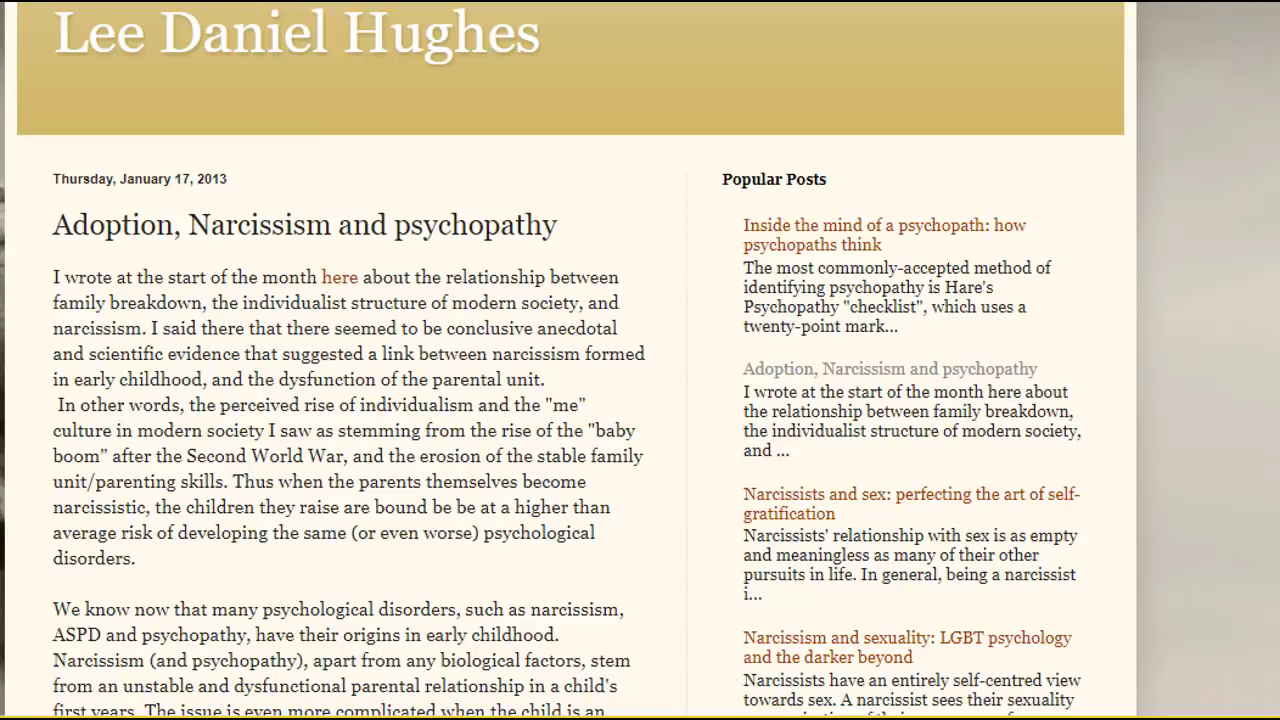 Lee Daniel Hughes
Thursday, January 17, 2013
Adoption, Narcissism and psychopathy
I wrote at the start of the month here about the relationship between
family breakdown, the individualist structure of modern society, and
narcissism. I said there that there seemed to be conclusive anecdotal
and scientific evidence that suggested a link between narcissism formed
in early childhood, and the dysfunction of the parental unit.
In other words, the perceived rise of individualism and the "me"
culture in modern society I saw as stemming from the rise of the "baby
boom" after the Second World War, and the erosion of the stable family
unit/parenting skills. Thus when the parents themselves become
narcissistic, the children they raise are bound be be at a higher than
average risk of developing the same (or even worse) psychological
disorders.
We know now that many psychological disorders, such as narcissism,
ASPD and psychopathy, have their origins in early childhood.
Narcissism (and psychopathy), apart from any biological factors, stem
from an unstable and dysfunctional parental relationship in a child's
first years. The issue is even more complicated when the child is an
Popular Posts
Inside the mind of a psychopath: how
psychopaths think
The most commonly-accepted method of
identifying psychopathy is Hare's
Psychopathy "checklist", which uses a
twenty-point mark...
Adoption, Narcissism and psychopathy
I wrote at the start of the month here about
the relationship between family breakdown,
the individualist structure of modern society,
and ...
Narcissists and sex: perfecting the art of self-
gratification
Narcissists' relationship with sex is as empty
and meaningless as many of their other
pursuits in life. In general, being a narcissist
i...
Narcissism and sexuality: LGBT psychology
and the darker beyond
Narcissists have an entirely self-centred view
towards sex. A narcissist sees their sexuality